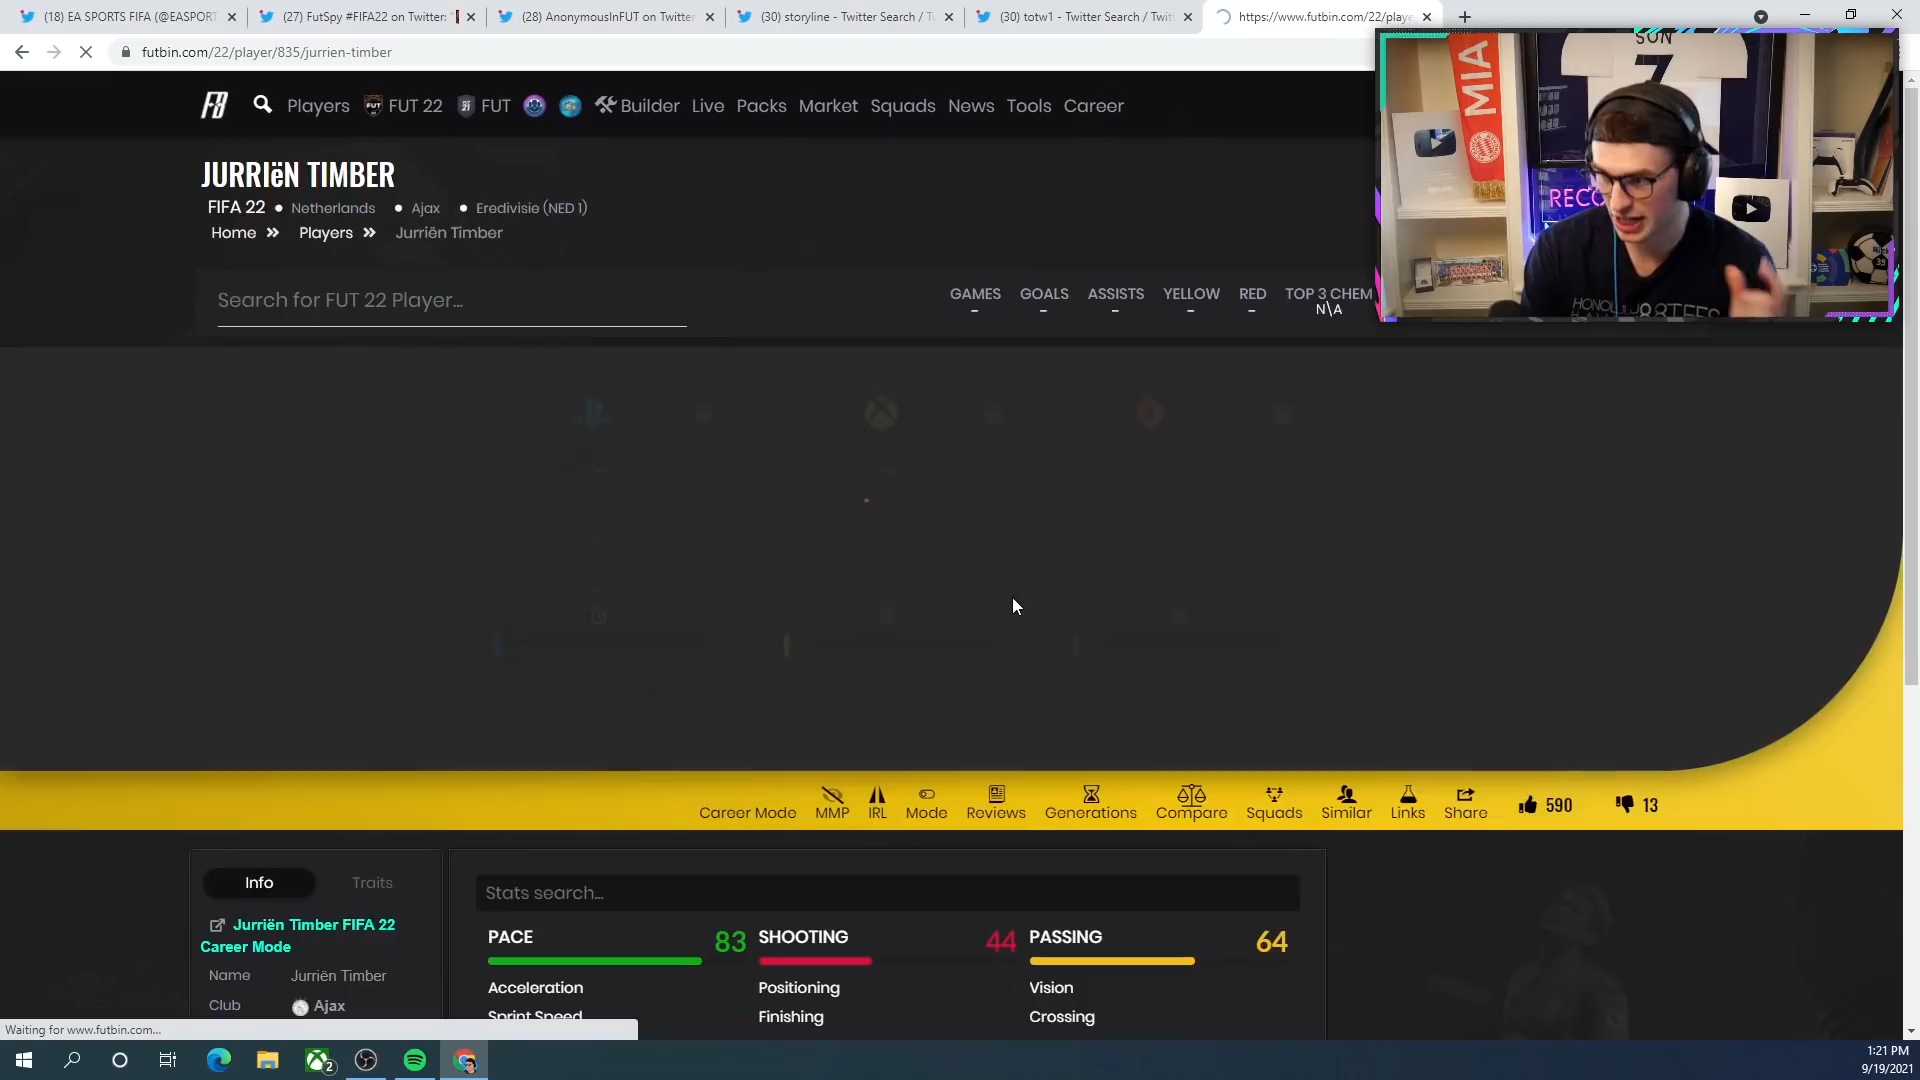 (18) EA SPORTS FIFA (@EASPORT
(27) FutSpy #FIFA22 on Twitter: "
(28) AnonymousInFUT on Twitter
(30) storyline - Twitter Search / T
(30) totw1 - Twitter Search / Twit
https://www.futbin.com/22/playe
futbin.com/22/player/835/jurrien-timber
Players FUT 22 FUT Builder Live Packs Market Squads News Tools Career
JURRIëN TIMBER
FIFA 22 • Netherlands • Ajax • Eredivisie (NED 1)
Home » Players » Jurriën Timber
Search for FUT 22 Player...
GAMES GOALS ASSISTS YELLOW RED TOP 3 CHEM
- - - - - N\A
SON
7
MIA
RECO
HONOLULU
88TEES
Career Mode MMP IRL Mode Reviews Generations Compare Squads Similar Links Share 590 13
Info Traits
Stats search...
Jurriën Timber FIFA 22
Career Mode
Name Jurriën Timber
Club Ajax
PACE 83 SHOOTING 44 PASSING 64
Acceleration Positioning Vision
Sprint Speed Finishing Crossing
Waiting for www.futbin.com...
2
1:21 PM
9/19/2021